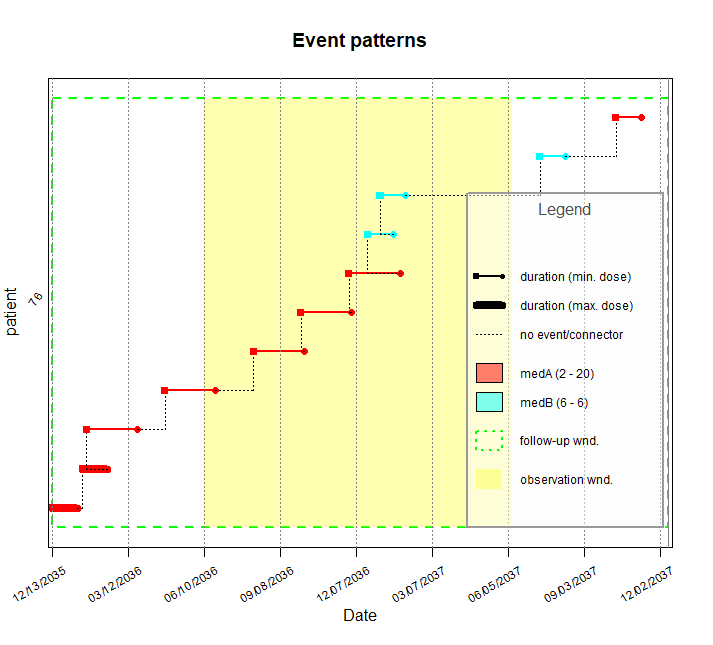 Event patterns
patient
76
Legend
duration (min. dose)
duration (max. dose)
no event/connector
medA (2 - 20)
medB (6 - 6)
follow-up wnd.
observation wnd.
12/13/2035
03/12/2036
06/10/2036
09/08/2036
12/07/2036
03/07/2037
06/05/2037
09/03/2037
12/02/2037
Date